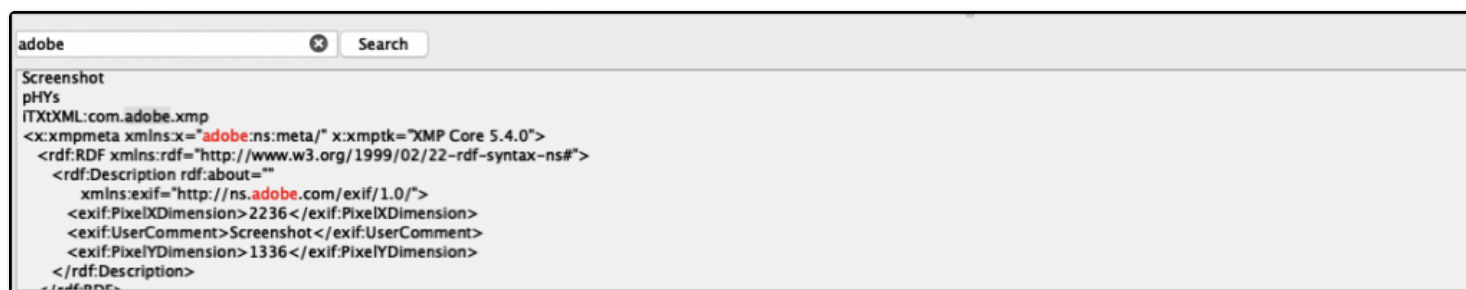 adobe
Search
Screenshot
pHYs
iTXtXML:com.adobe.xmp
<x:xmpmeta xmlns:x="adobe:ns:meta/" x:xmptk="XMP Core 5.4.0">
<rdf:RDF xmlns:rdf="http://www.w3.org/1999/02/22-rdf-syntax-ns#">
<rdf:Description rdf:about=""
xmlns:exif="http://ns.adobe.com/exif/1.0/">
<exif:PixelXDimension>2236</exif:PixelXDimension>
<exif:UserComment>Screenshot</exif:UserComment>
<exif:PixelYDimension>1336</exif:PixelYDimension>
</rdf:Description>
</rdf:RDF>